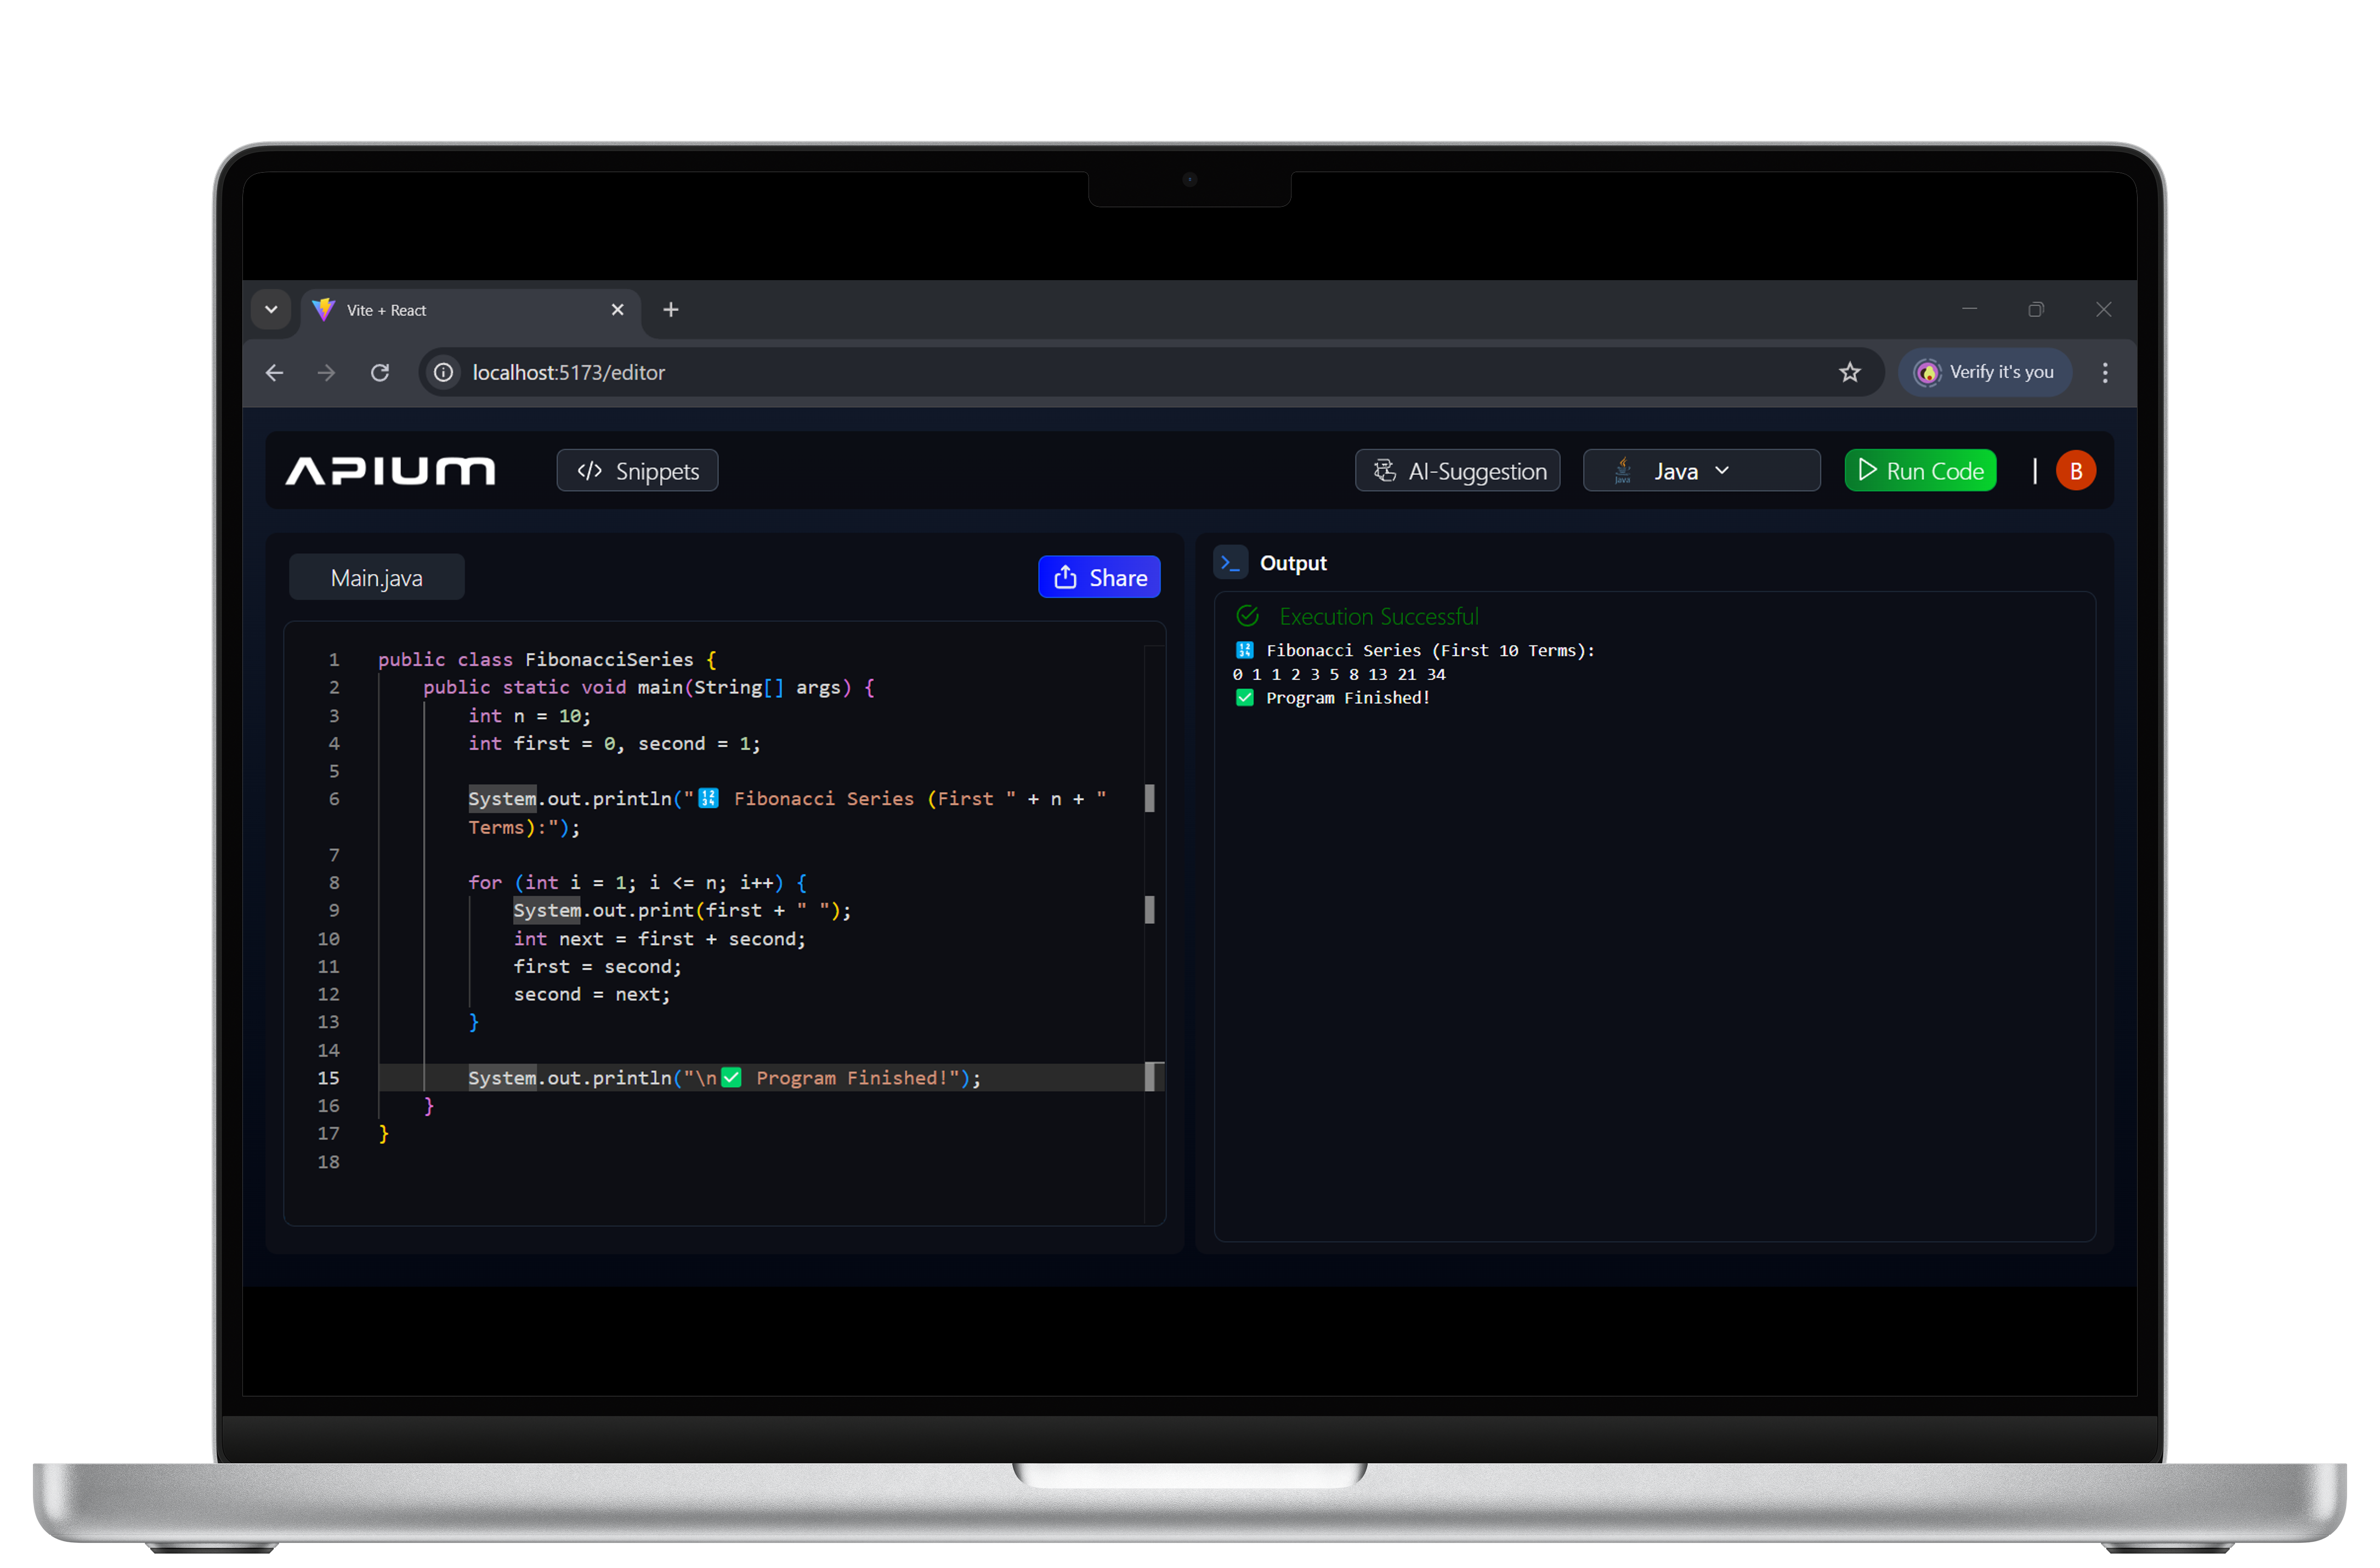 Vite + React
localhost:5173/editor
Verify it's you
APIUM
</> Snippets
AI-Suggestion
Java
Java
Run Code
|
B
Main.java
Share
1 public class FibonacciSeries {
2 public static void main(String[] args) {
3 int n = 10;
4 int first = 0, second = 1;
5
6 System.out.println("🔢 Fibonacci Series (First " + n + "
Terms):");
7
8 for (int i = 1; i <= n; i++) {
9 System.out.print(first + " ");
10 int next = first + second;
11 first = second;
12 second = next;
13 }
14
15 System.out.println("\n✅ Program Finished!");
16 }
17 }
18
>_ Output
Execution Successful
🔢 Fibonacci Series (First 10 Terms):
0 1 1 2 3 5 8 13 21 34
✅ Program Finished!